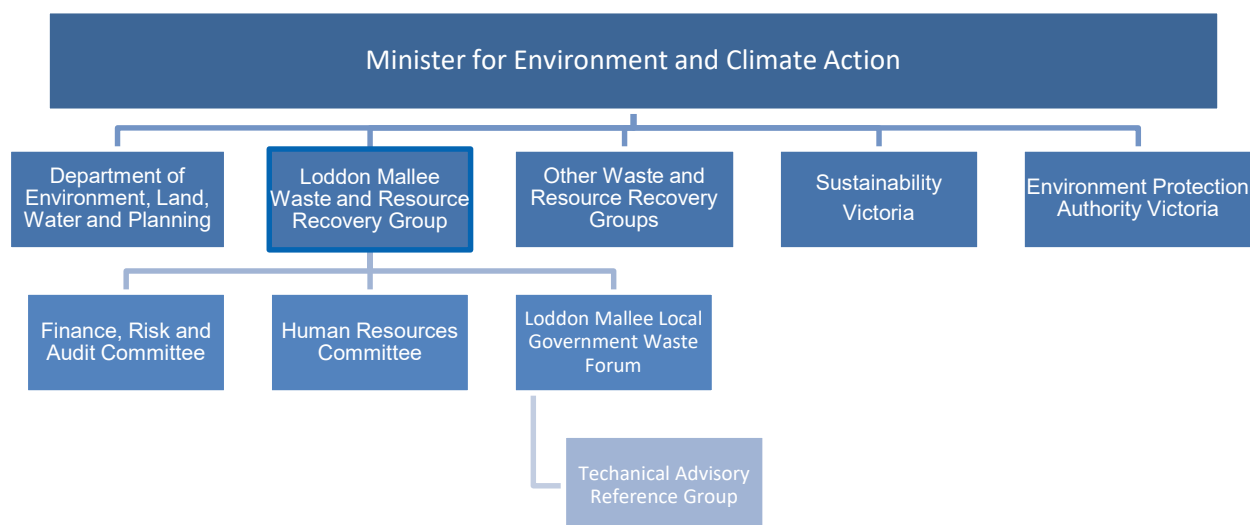 Minister for Environment and Climate Action
Department of
Environment, Land,
Water and Planning
Loddon Mallee
Waste and Resource
Recovery Group
Other Waste and
Resource Recovery
Groups
Sustainability
Victoria
Environment Protection
Authority Victoria
Finance, Risk and
Audit Committee
Human Resources
Committee
Loddon Mallee Local
Government Waste
Forum
Techanical Advisory
Reference Group